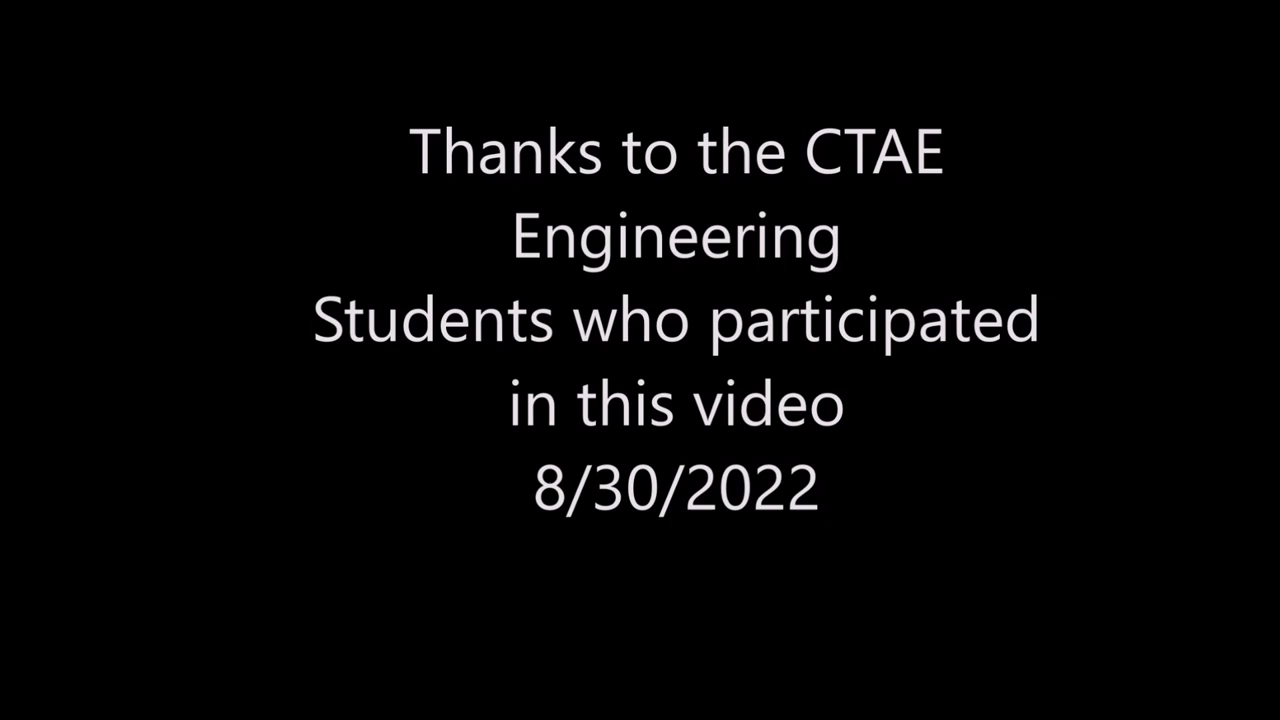 Thanks to the CTAE
Engineering
Students who participated
in this video
8/30/2022